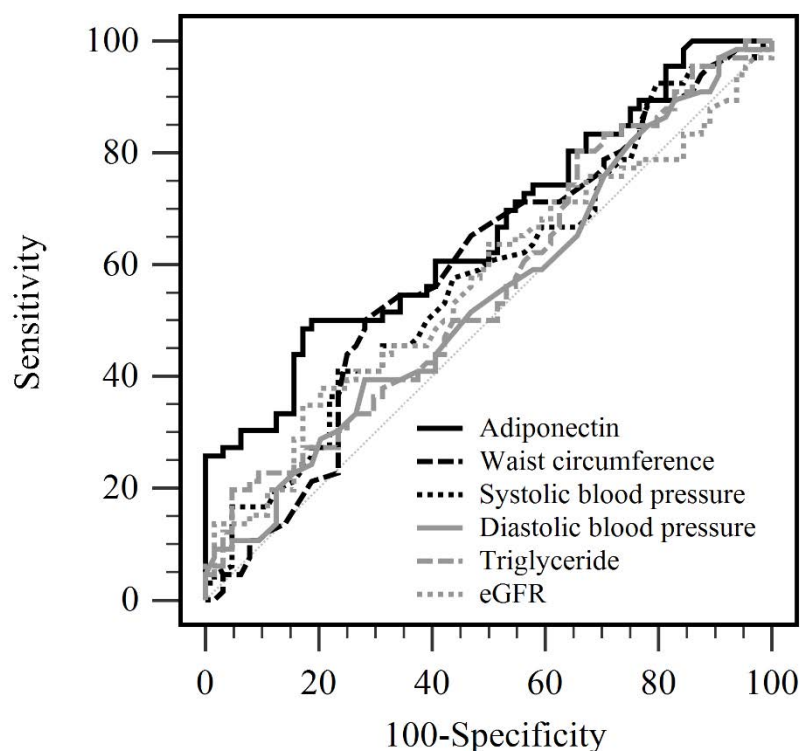 100
80
60
40
20
0
Sensitivity
Adiponectin
Waist circumference
Systolic blood pressure
Diastolic blood pressure
Triglyceride
eGFR
0 20 40 60 80 100
100-Specificity